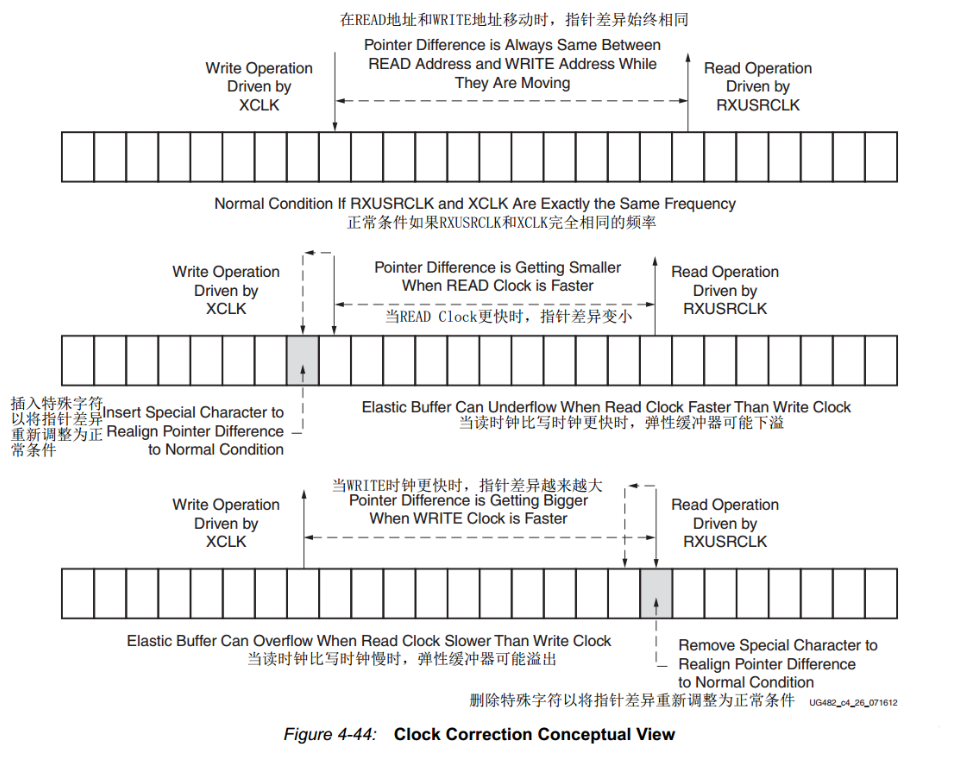 在READ地址和WRITE地址移动时，指针差异始终相同
Pointer Difference is Always Same Between
READ Address and WRITE Address While
They Are Moving
Write Operation
Driven by
XCLK
Read Operation
Driven by
RXUSRCLK
Normal Condition If RXUSRCLK and XCLK Are Exactly the Same Frequency
正常条件如果RXUSRCLK和XCLK完全相同的频率
Write Operation
Driven by
XCLK
Pointer Difference is Getting Smaller
When READ Clock is Faster
当READ Clock更快时，指针差异变小
Read Operation
Driven by
RXUSRCLK
插入特殊字符
以将指针差异
重新调整为正
常条件
Insert Special Character to
Realign Pointer Difference
to Normal Condition
Elastic Buffer Can Underflow When Read Clock Faster Than Write Clock
当读时钟比写时钟更快时，弹性缓冲器可能下溢
当WRITE时钟更快时，指针差异越来越大
Pointer Difference is Getting Bigger
When WRITE Clock is Faster
Write Operation
Driven by
XCLK
Read Operation
Driven by
RXUSRCLK
Elastic Buffer Can Overflow When Read Clock Slower Than Write Clock
当读时钟比写时钟慢时，弹性缓冲器可能溢出
Remove Special Character to
Realign Pointer Difference
to Normal Condition
删除特殊字符以将指针差异重新调整为正常条件
UG482_c4_26_071612
Figure 4-44: Clock Correction Conceptual View